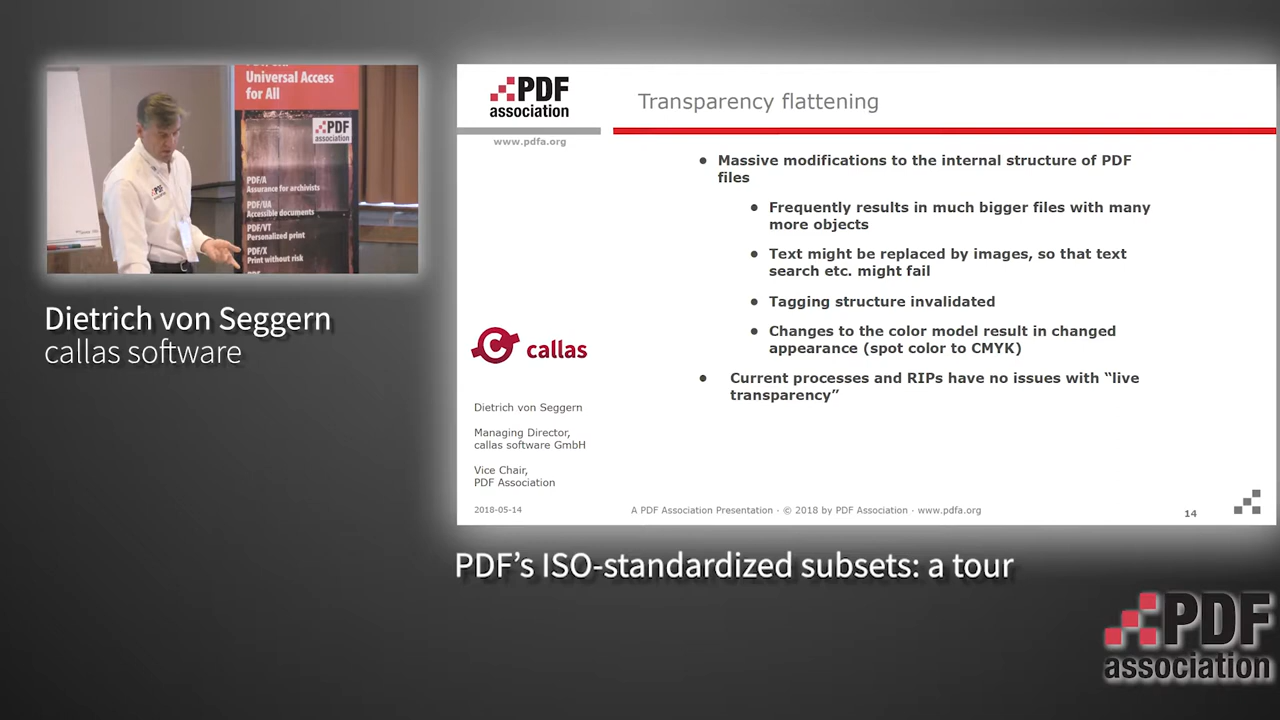 Universal Access
for All
PDF
association
PDF/A
Assurance for archivists
PDF/UA
Accessible documents
PDF/VT
Personalized print
PDF/X
Print without risk
PDF
Dietrich von Seggern
callas software
PDF
association
www.pdfa.org
Transparency flattening
• Massive modifications to the internal structure of PDF
files
• Frequently results in much bigger files with many
more objects
• Text might be replaced by images, so that text
search etc. might fail
• Tagging structure invalidated
• Changes to the color model result in changed
appearance (spot color to CMYK)
• Current processes and RIPs have no issues with “live
transparency”
callas
Dietrich von Seggern
Managing Director,
callas software GmbH
Vice Chair,
PDF Association
2018-05-14
A PDF Association Presentation · © 2018 by PDF Association · www.pdfa.org
14
PDF’s ISO-standardized subsets: a tour
PDF
association